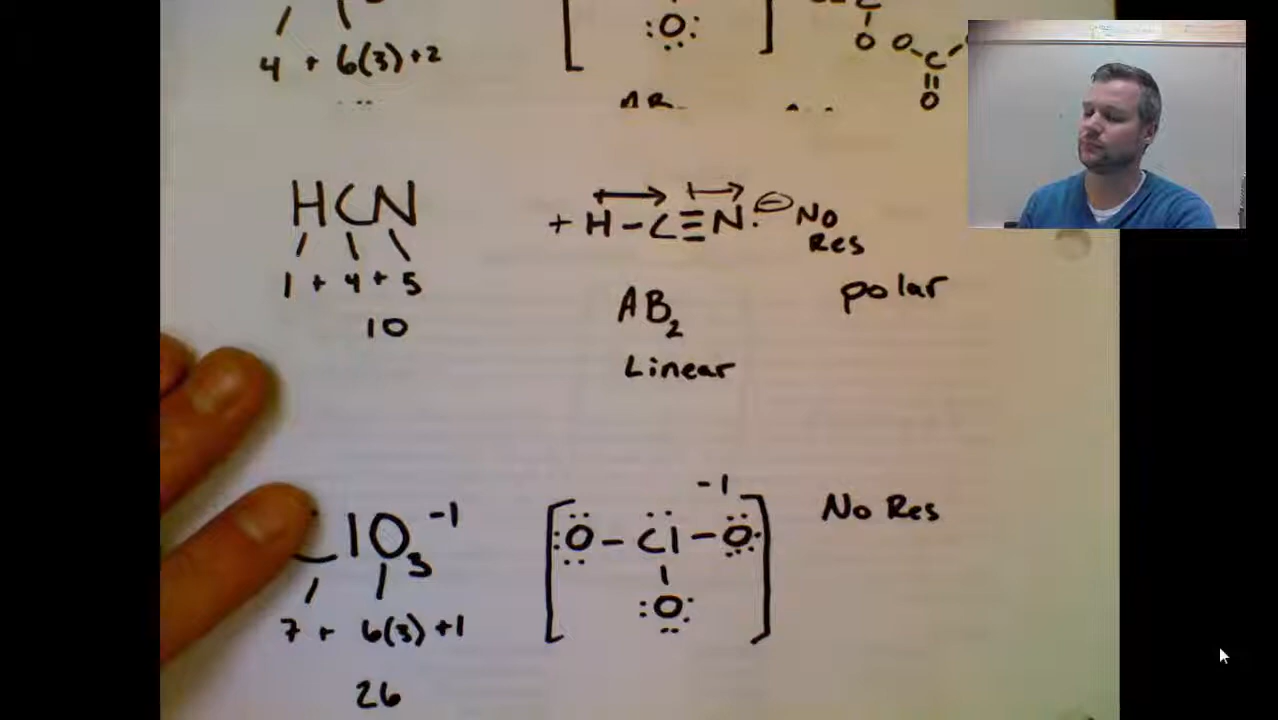 4 + 6(3)+2
:O:
O O
C
||
O
HCN
1 + 4 + 5
10
+ H-C≡N: ⊖ No
Res
AB₂
Linear
polar
ClO₃⁻¹
7 + 6(3) +1
26
[:O-Cl-O:]⁻¹
:O:
No Res